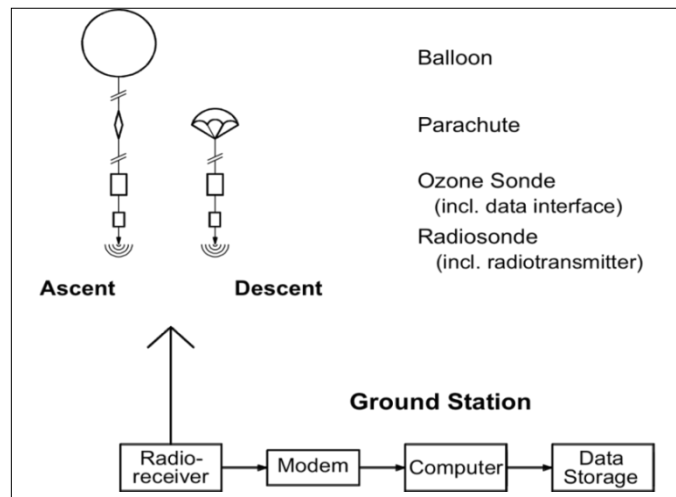 Balloon
Parachute
Ozone Sonde
(incl. data interface)
Radiosonde
(incl. radiotransmitter)
Ascent
Descent
Ground Station
Radio-
receiver
Modem
Computer
Data
Storage